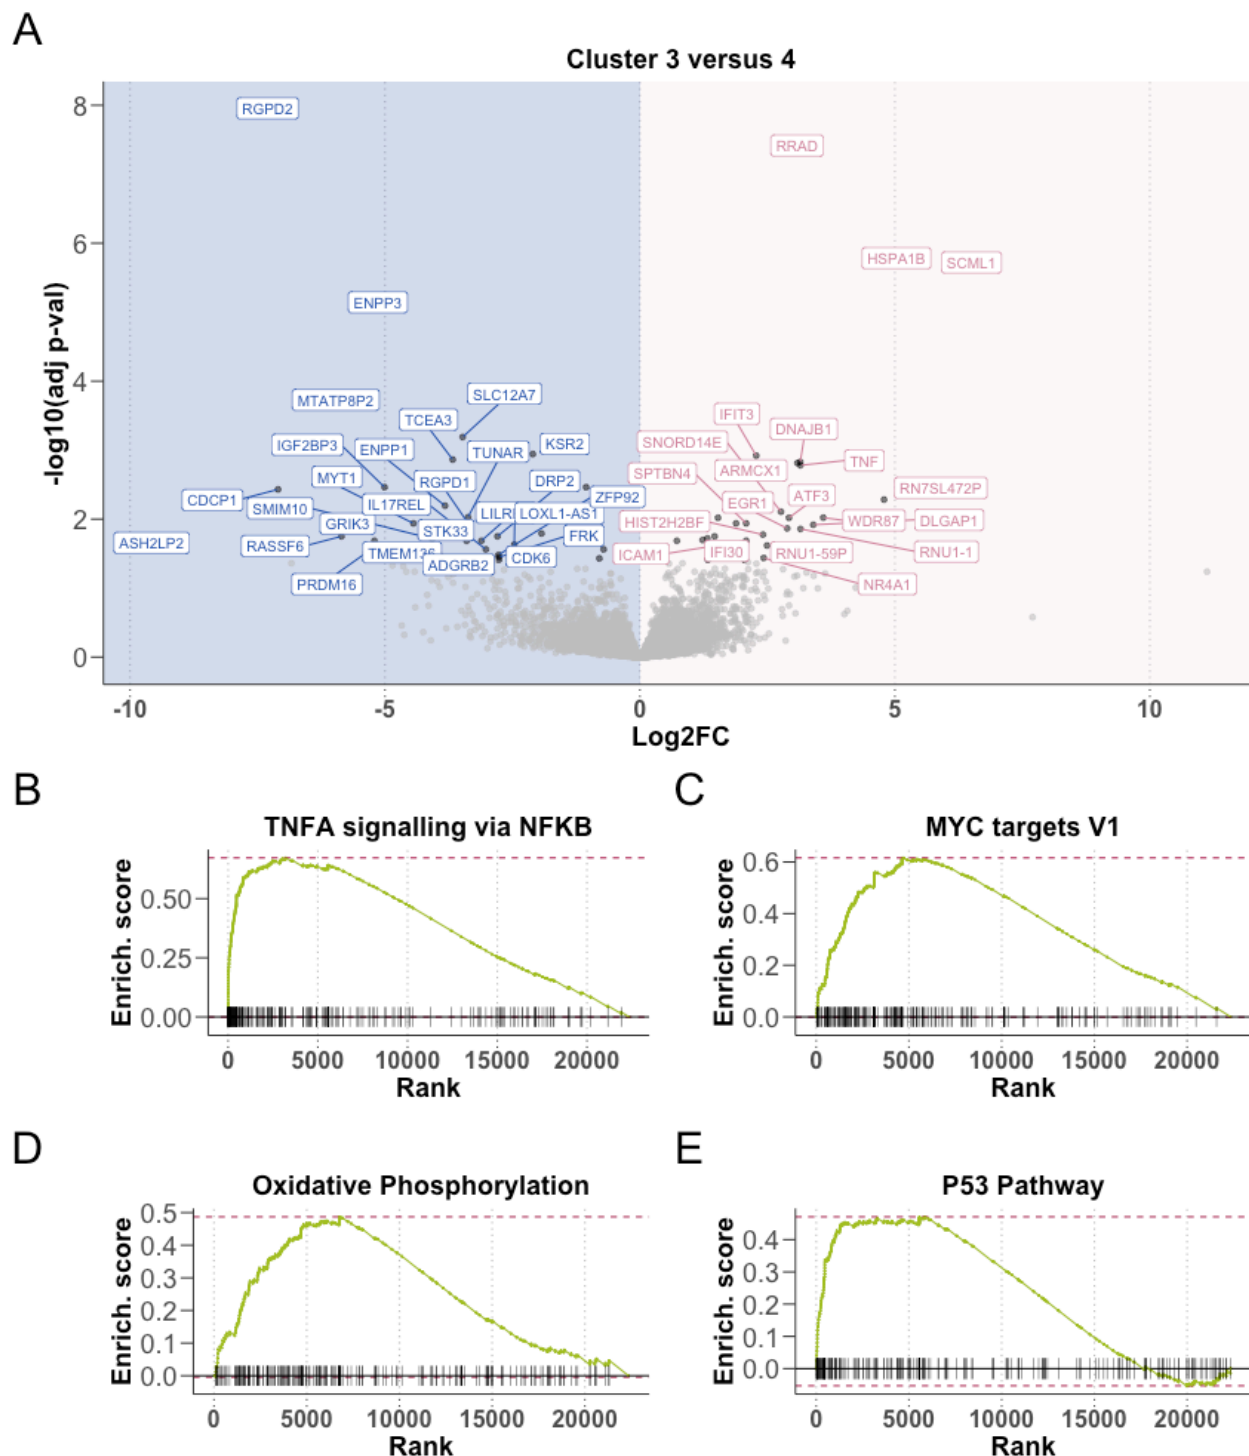 A
Cluster 3 versus 4
-log10(adj p-val)
8
6
4
2
0
RGPD2
RRAD
HSPA1B
SCML1
ENPP3
MTATP8P2
SLC12A7
TCEA3
IFIT3
DNAJB1
IGF2BP3
ENPP1
TUNAR
KSR2
SNORD14E
TNF
MYT1
RGPD1
DRP2
SPTBN4
ARMCX1
RN7SL472P
CDCP1
SMIM10
IL17REL
ZFP92
EGR1
ATF3
GRIK3
STK33
LOXL1-AS1
HIST2H2BF
WDR87
DLGAP1
ASH2LP2
RASSF6
FRK
ICAM1
IFI30
RNU1-59P
RNU1-1
ADGRB2
CDK6
PRDM16
NR4A1
-10
-5
0
5
10
Log2FC
B
TNFA signalling via NFKB
Enrich. score
0.50
0.25
0.00
0
5000
10000
15000
20000
Rank
C
MYC targets V1
Enrich. score
0.6
0.4
0.2
0.0
0
5000
10000
15000
20000
Rank
D
Oxidative Phosphorylation
Enrich. score
0.5
0.4
0.3
0.2
0.1
0.0
0
5000
10000
15000
20000
Rank
E
P53 Pathway
Enrich. score
0.4
0.3
0.2
0.1
0.0
0
5000
10000
15000
20000
Rank